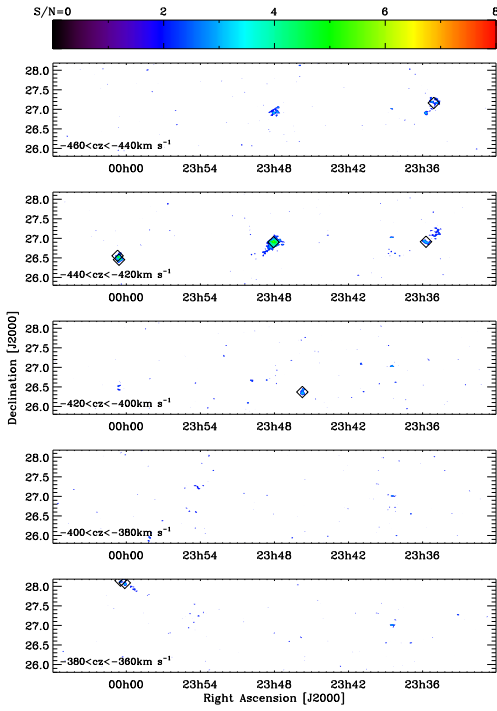 S/N=0 2 4 6 8
28.0
27.5
27.0
26.5
26.0
−460<cz<−440km s⁻¹
00h00 23h54 23h48 23h42 23h36
28.0
27.5
27.0
26.5
26.0
−440<cz<−420km s⁻¹
00h00 23h54 23h48 23h42 23h36
Declination [J2000]
28.0
27.5
27.0
26.5
26.0
−420<cz<−400km s⁻¹
00h00 23h54 23h48 23h42 23h36
28.0
27.5
27.0
26.5
26.0
−400<cz<−380km s⁻¹
00h00 23h54 23h48 23h42 23h36
28.0
27.5
27.0
26.5
26.0
−380<cz<−360km s⁻¹
00h00 23h54 23h48 23h42 23h36
Right Ascension [J2000]